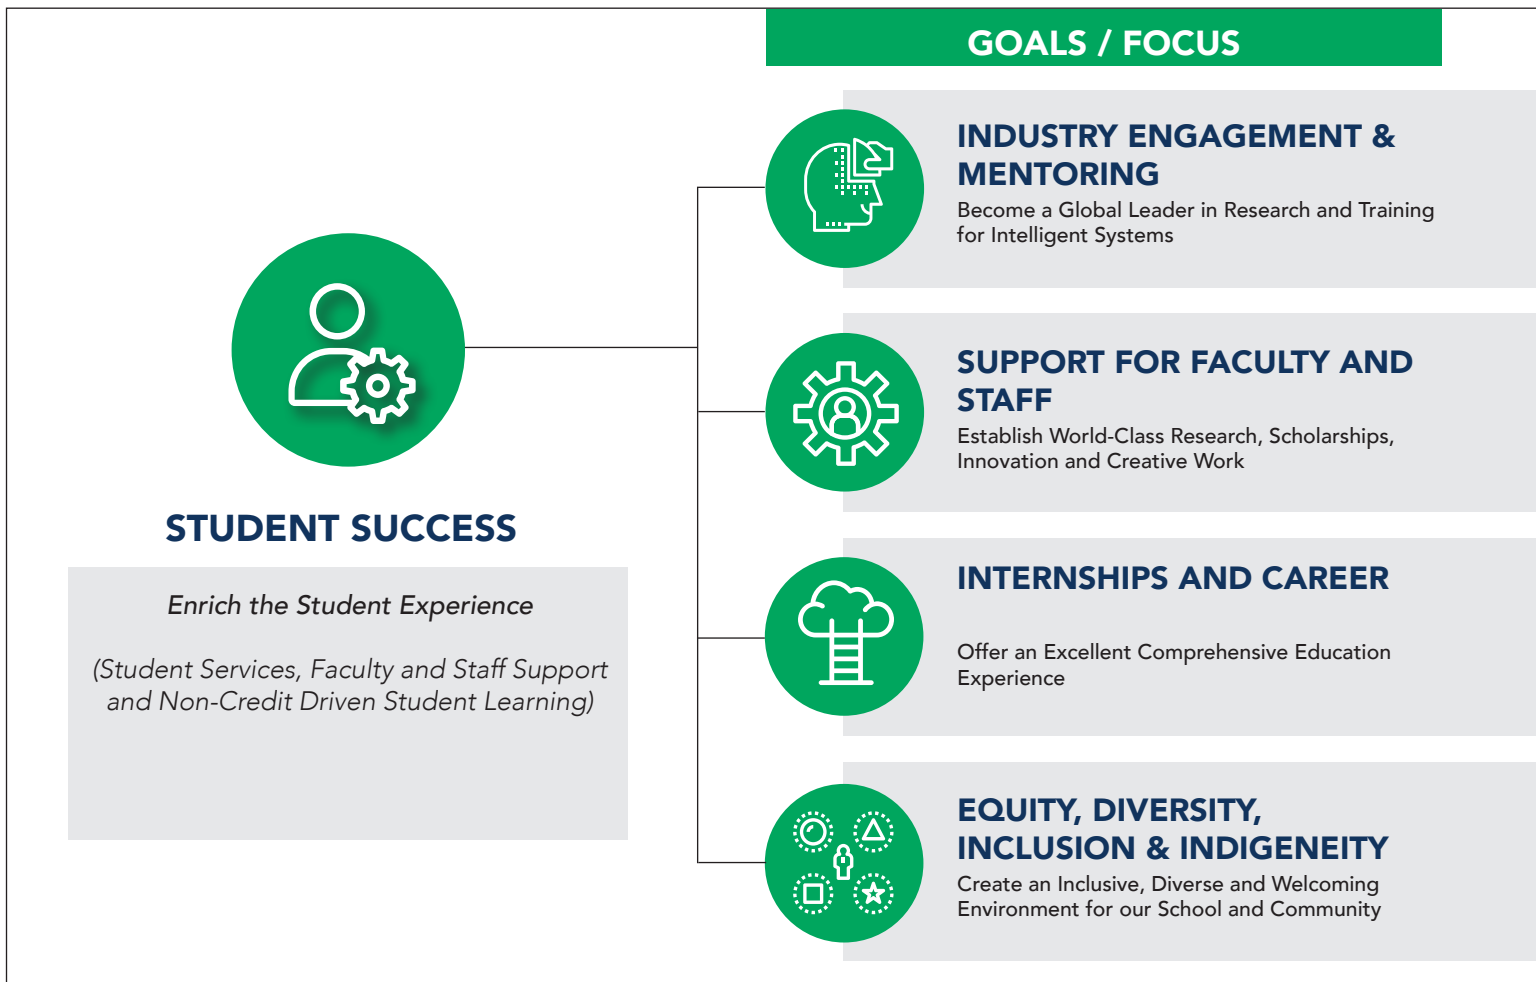 GOALS / FOCUS
INDUSTRY ENGAGEMENT &
MENTORING
Become a Global Leader in Research and Training
for Intelligent Systems
SUPPORT FOR FACULTY AND
STAFF
Establish World-Class Research, Scholarships,
Innovation and Creative Work
STUDENT SUCCESS
Enrich the Student Experience
(Student Services, Faculty and Staff Support
and Non-Credit Driven Student Learning)
INTERNSHIPS AND CAREER
Offer an Excellent Comprehensive Education
Experience
EQUITY, DIVERSITY,
INCLUSION & INDIGENEITY
Create an Inclusive, Diverse and Welcoming
Environment for our School and Community